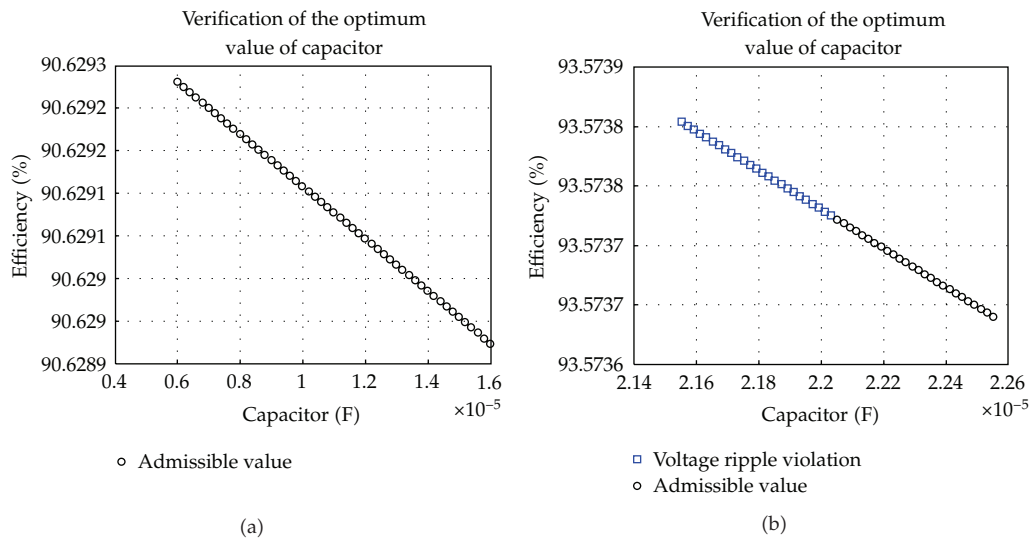 Verification of the optimum
value of capacitor
90.6293
90.6292
90.6292
90.6291
90.6291
90.629
90.629
90.6289
Efficiency (%)
0.4 0.6 0.8 1 1.2 1.4 1.6
×10−5
Capacitor (F)
Admissible value
(a)
Verification of the optimum
value of capacitor
93.5739
93.5738
93.5738
93.5737
93.5737
93.5736
Efficiency (%)
2.14 2.16 2.18 2.2 2.22 2.24 2.26
×10−5
Capacitor (F)
Voltage ripple violation
Admissible value
(b)